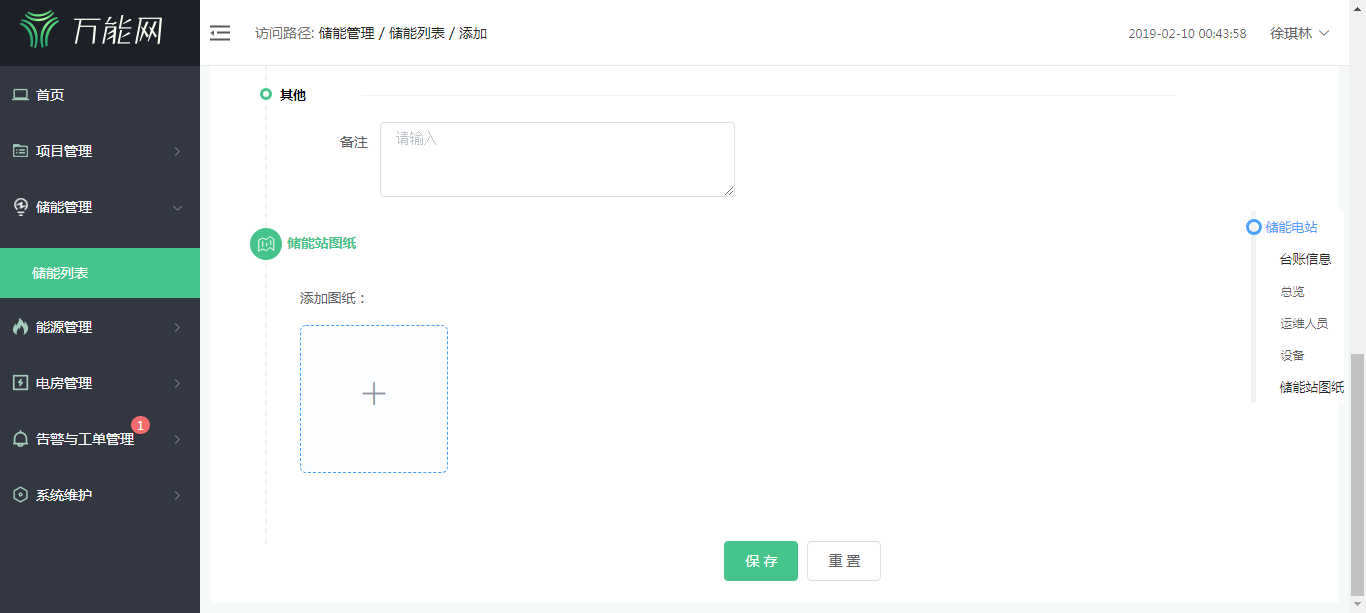 万能网
访问路径: 储能管理 / 储能列表 / 添加
2019-02-10 00:43:58
徐琪林
首页
项目管理
储能管理
储能列表
能源管理
电房管理
告警与工单管理
1
系统维护
其他
备注
请输入
储能站图纸
添加图纸：
保存
重置
储能电站
台账信息
总览
运维人员
设备
储能站图纸